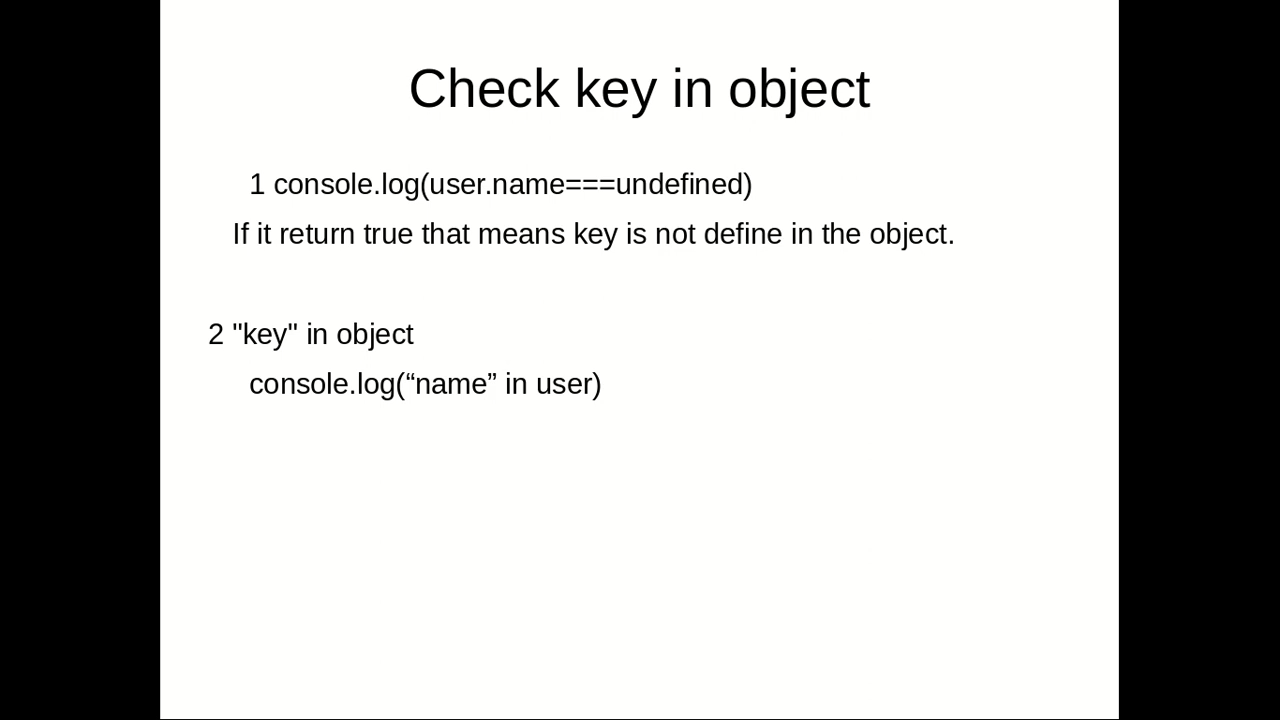 Check key in object
1 console.log(user.name===undefined)
If it return true that means key is not define in the object.
2 "key" in object
console.log(“name” in user)